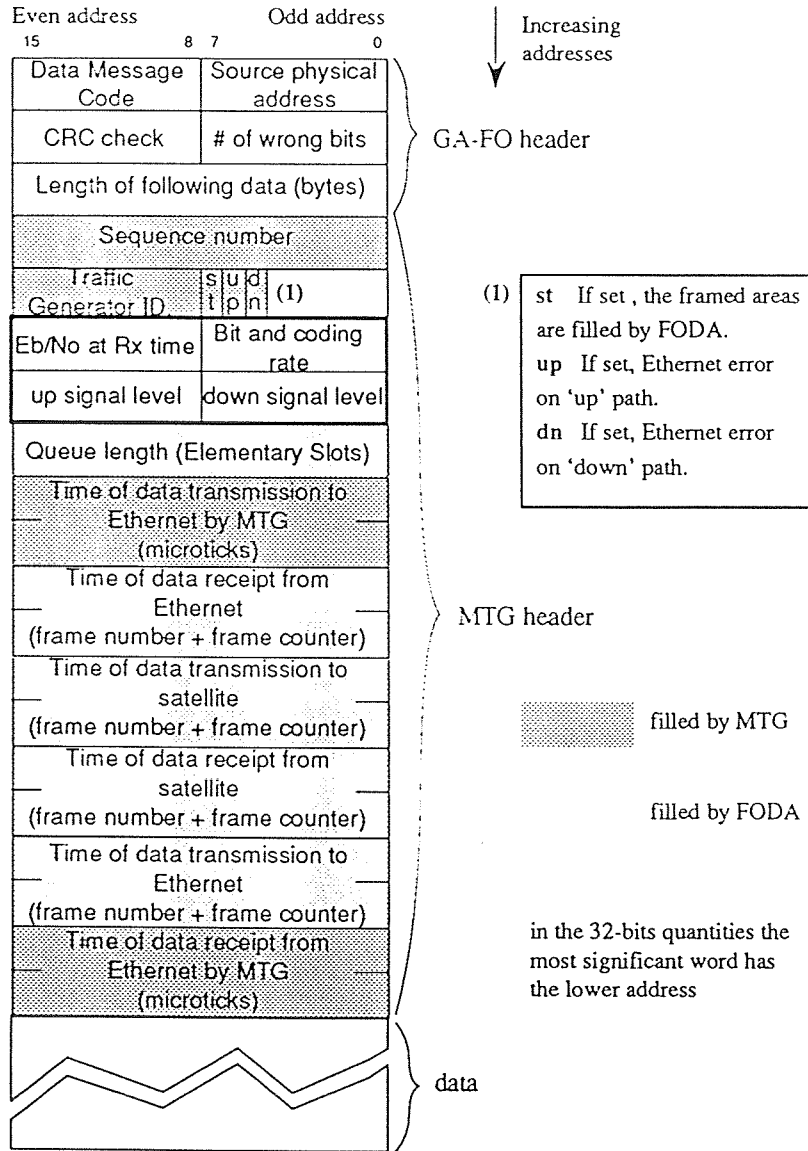 Even address Odd address
15 8 7 0
Increasing
addresses
Data Message
Code
Source physical
address
CRC check # of wrong bits
GA-FO header
Length of following data (bytes)
Sequence number
Traffic
Generator ID.
st up dn (1)
(1) st If set , the framed areas
are filled by FODA.
up If set, Ethernet error
on 'up' path.
dn If set, Ethernet error
on 'down' path.
Eb/No at Rx time
Bit and coding
rate
up signal level down signal level
Queue length (Elementary Slots)
Time of data transmission to
Ethernet by MTG
(microticks)
Time of data receipt from
Ethernet
(frame number + frame counter)
MTG header
Time of data transmission to
satellite
(frame number + frame counter)
filled by MTG
Time of data receipt from
satellite
(frame number + frame counter)
filled by FODA
Time of data transmission to
Ethernet
(frame number + frame counter)
Time of data receipt from
Ethernet by MTG
(microticks)
in the 32-bits quantities the
most significant word has
the lower address
data